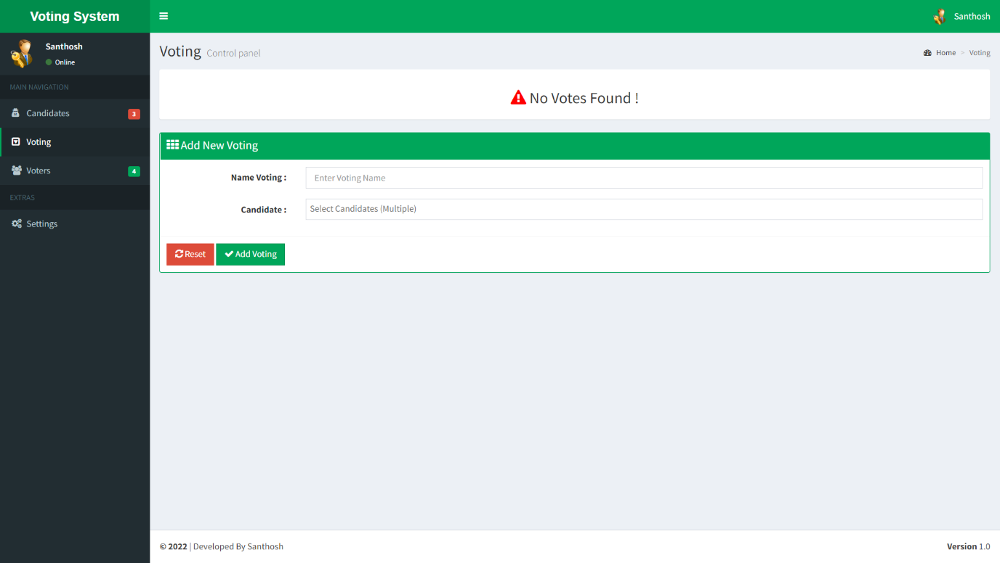 Voting System
Santhosh
Santhosh
Online
MAIN NAVIGATION
Candidates 3
Voting
Voters 4
EXTRAS
Settings
Voting Control panel
Home > Voting
No Votes Found !
Add New Voting
Name Voting : Enter Voting Name
Candidate : Select Candidates (Multiple)
Reset Add Voting
© 2022 | Developed By Santhosh
Version 1.0